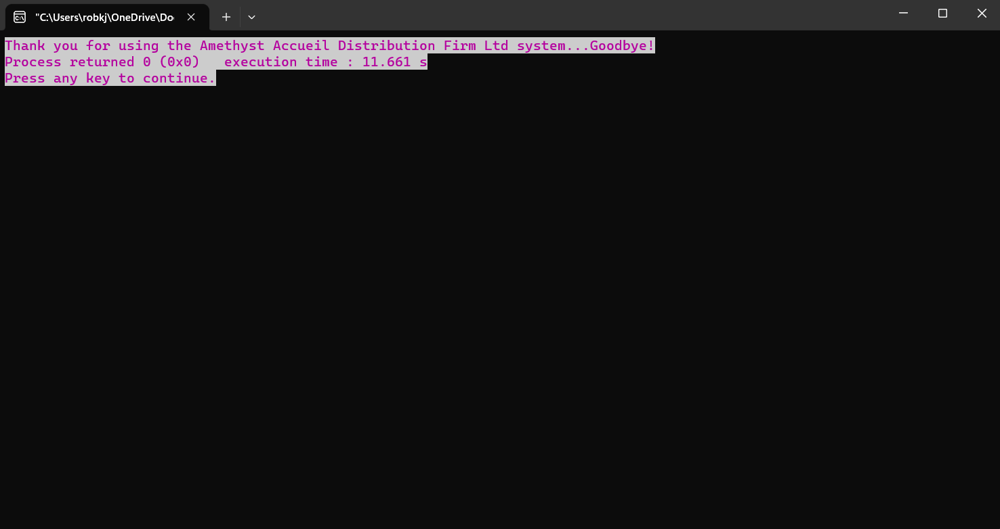 "C:\Users\robkj\OneDrive\Do
Thank you for using the Amethyst Accueil Distribution Firm Ltd system...Goodbye!
Process returned 0 (0x0)   execution time : 11.661 s
Press any key to continue.